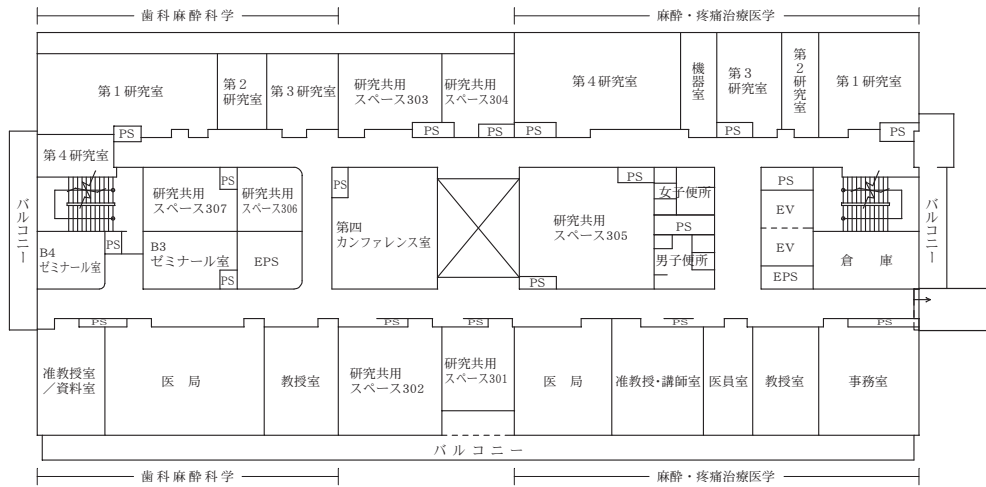 歯科麻酔科学
麻酔・疼痛治療医学
第1研究室
第2
研究室
第3研究室
研究共用
スペース303
研究共用
スペース304
第4研究室
機器室
第3
研究室
第2研究室
第1研究室
PS
PS
PS
PS
PS
PS
第4研究室
バルコニー
PS
研究共用
スペース307
研究共用
スペース306
PS
第四
カンファレンス室
研究共用
スペース305
PS
女子便所
PS
男子便所
PS
EV
EV
EPS
バルコニー
倉庫
B4
ゼミナール室
PS
B3
ゼミナール室
PS
EPS
PS
PS
PS
PS
PS
PS
准教授室
/資料室
医局
教授室
研究共用
スペース302
研究共用
スペース301
医局
准教授・講師室
医員室
教授室
事務室
バルコニー
歯科麻酔科学
麻酔・疼痛治療医学